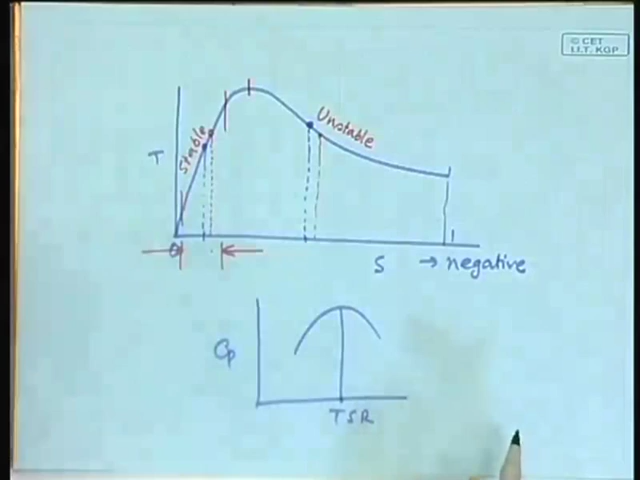 © CET
I.I.T. KGP
Unstable
Stable
T
0
1
S → negative
Cp
TSR